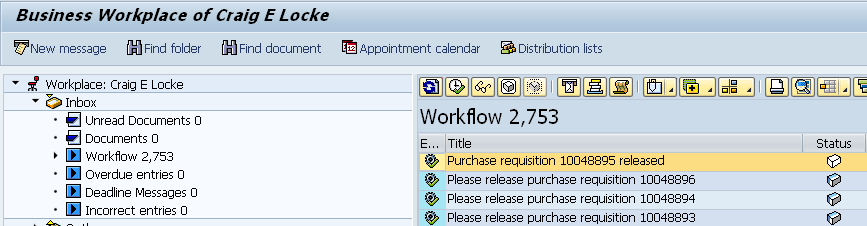 Business Workplace of Craig E Locke
New message Find folder Find document Appointment calendar Distribution lists
Workplace: Craig E Locke
Inbox
Unread Documents 0
Documents 0
Workflow 2,753
Overdue entries 0
Deadline Messages 0
Incorrect entries 0
Workflow 2,753
E... Title Status
Purchase requisition 10048895 released
Please release purchase requisition 10048896
Please release purchase requisition 10048894
Please release purchase requisition 10048893